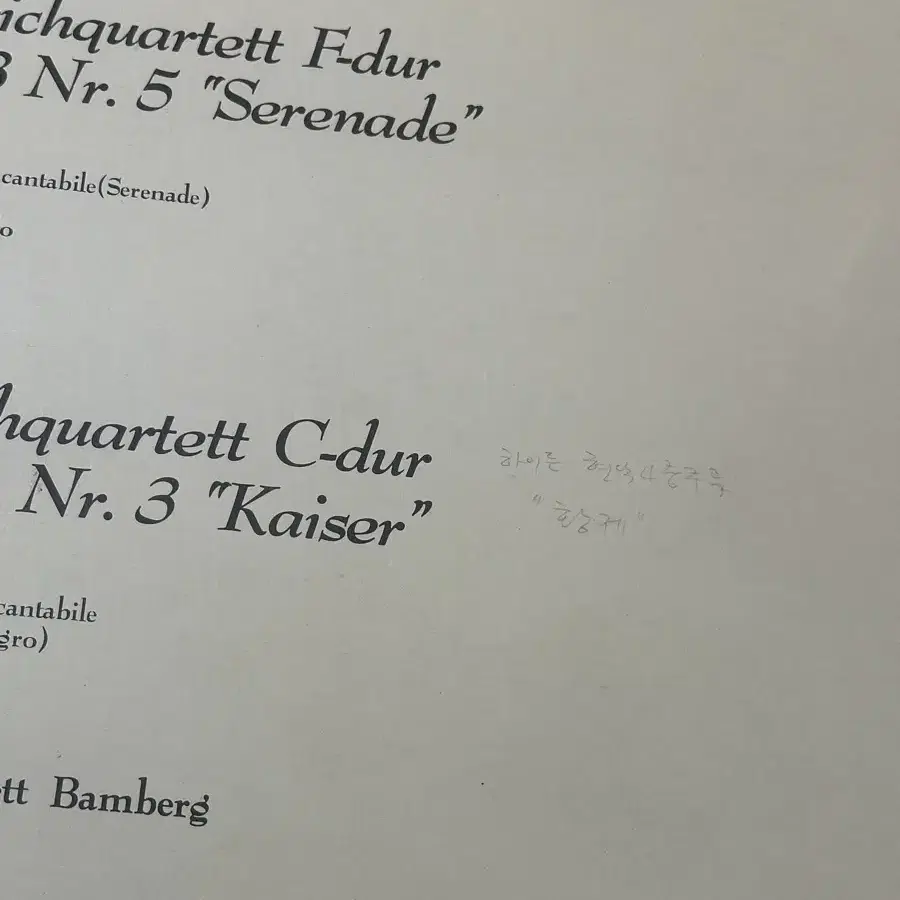 ichquartett F-dur
3 Nr. 5 "Serenade"
cantabile(Serenade)
o
hquartett C-dur
Nr. 3 "Kaiser"
하이든 현악4중주곡
"황제"
cantabile
gro)
tt Bamberg